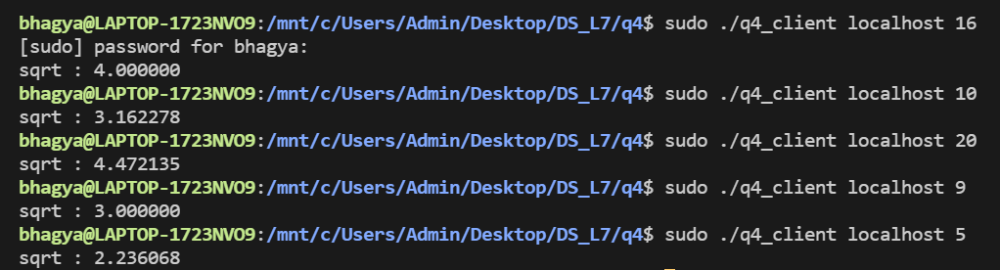 bhagya@LAPTOP-1723NVO9:/mnt/c/Users/Admin/Desktop/DS_L7/q4$ sudo ./q4_client localhost 16
[sudo] password for bhagya:
sqrt : 4.000000
bhagya@LAPTOP-1723NVO9:/mnt/c/Users/Admin/Desktop/DS_L7/q4$ sudo ./q4_client localhost 10
sqrt : 3.162278
bhagya@LAPTOP-1723NVO9:/mnt/c/Users/Admin/Desktop/DS_L7/q4$ sudo ./q4_client localhost 20
sqrt : 4.472135
bhagya@LAPTOP-1723NVO9:/mnt/c/Users/Admin/Desktop/DS_L7/q4$ sudo ./q4_client localhost 9
sqrt : 3.000000
bhagya@LAPTOP-1723NVO9:/mnt/c/Users/Admin/Desktop/DS_L7/q4$ sudo ./q4_client localhost 5
sqrt : 2.236068